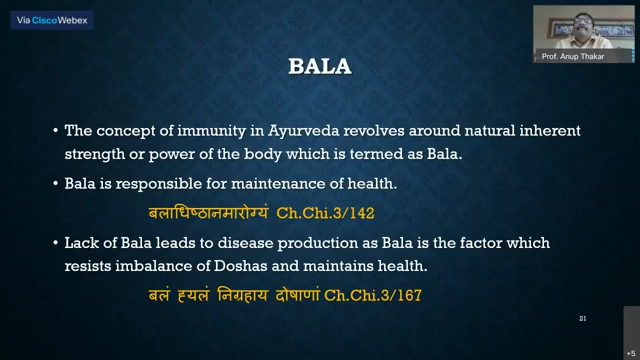 Via CiscoWebex
Prof. Anup Thakar
BALA
• The concept of immunity in Ayurveda revolves around natural inherent
strength or power of the body which is termed as Bala.
• Bala is responsible for maintenance of health.
बलाधिष्ठानमारोग्यं Ch.Chi.3/142
• Lack of Bala leads to disease production as Bala is the factor which
resists imbalance of Doshas and maintains health.
बलं ह्यलं निग्रहाय दोषाणां Ch.Chi.3/167
21
+5